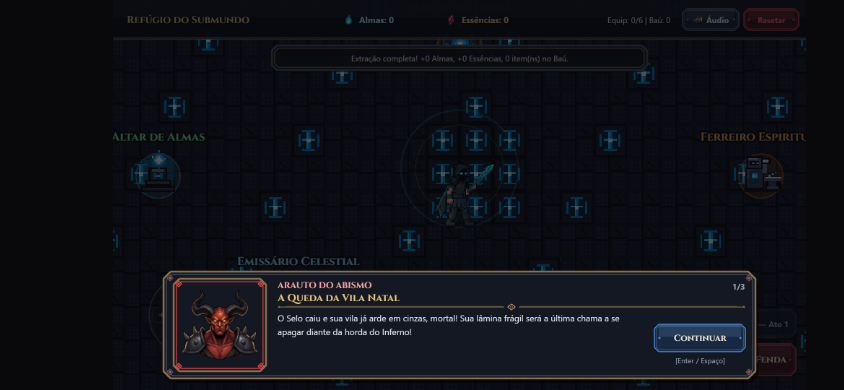 Refúgio do Submundo
Almas: 0
Essências: 0
Equip: 0/6 | Baú: 0
Áudio
Resetar
Extração completa! +0 Almas, +0 Essências, 0 item(ns) no Baú.
Altar de Almas
Ferreiro Espiritu
Emissário Celestial
Arauto do Abismo
1/3
A Queda da Vila Natal
O Selo caiu e sua vila já arde em cinzas, mortal! Sua lâmina frágil será a última chama a se
apagar diante da horda do Inferno!
Continuar
[Enter / Espaço]
— Ato 1
Fenda